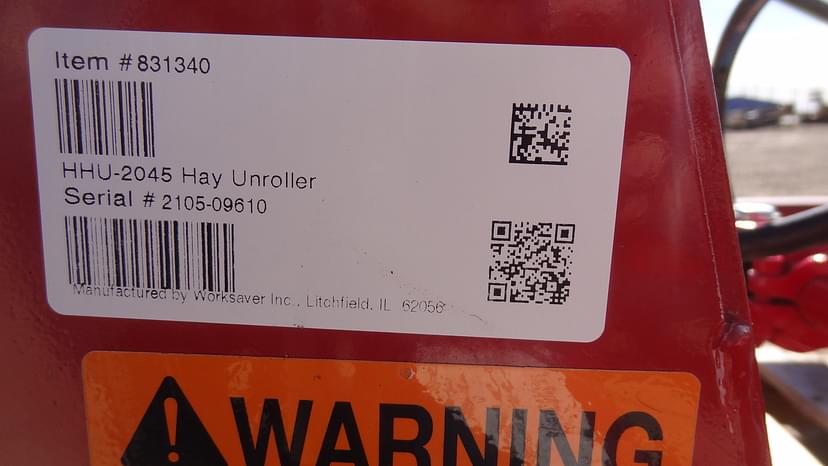 Item #831340
HHU-2045 Hay Unroller
Serial # 2105-09610
Manufactured by Worksaver Inc., Litchfield, IL 62056
WARNING